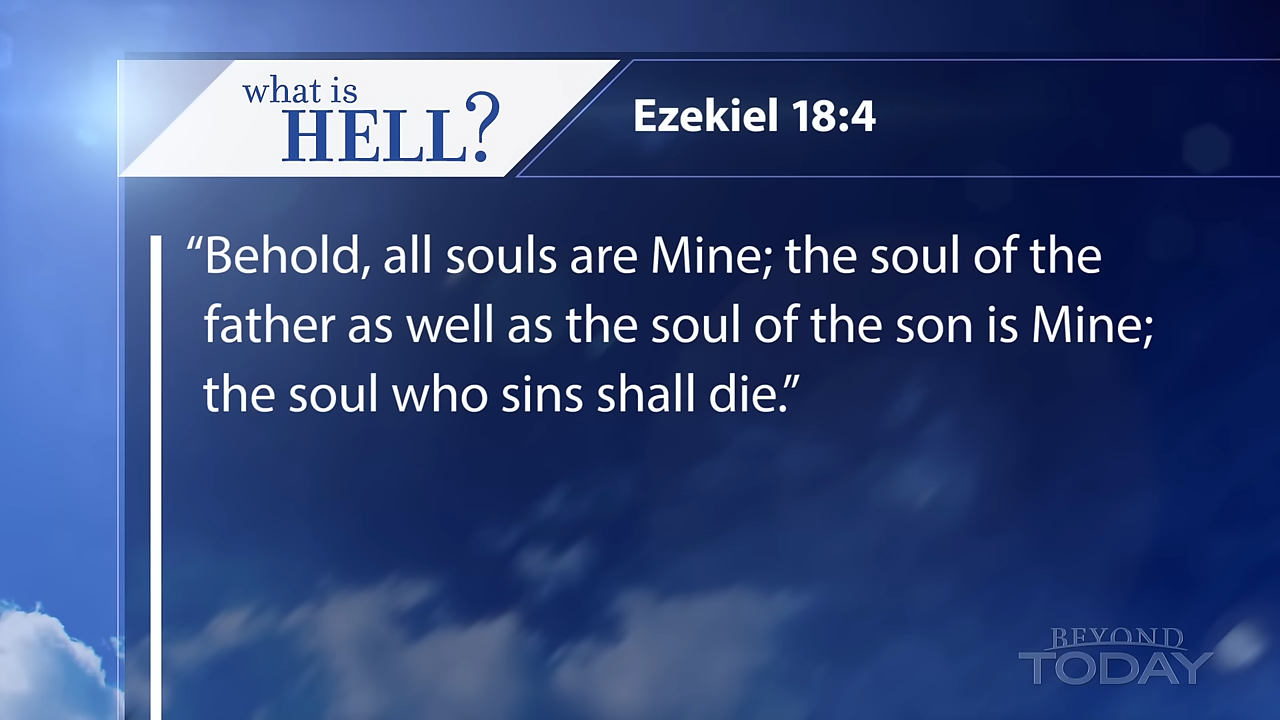 what is
HELL?
Ezekiel 18:4
“Behold, all souls are Mine; the soul of the
father as well as the soul of the son is Mine;
the soul who sins shall die.”
BEYOND
TODAY